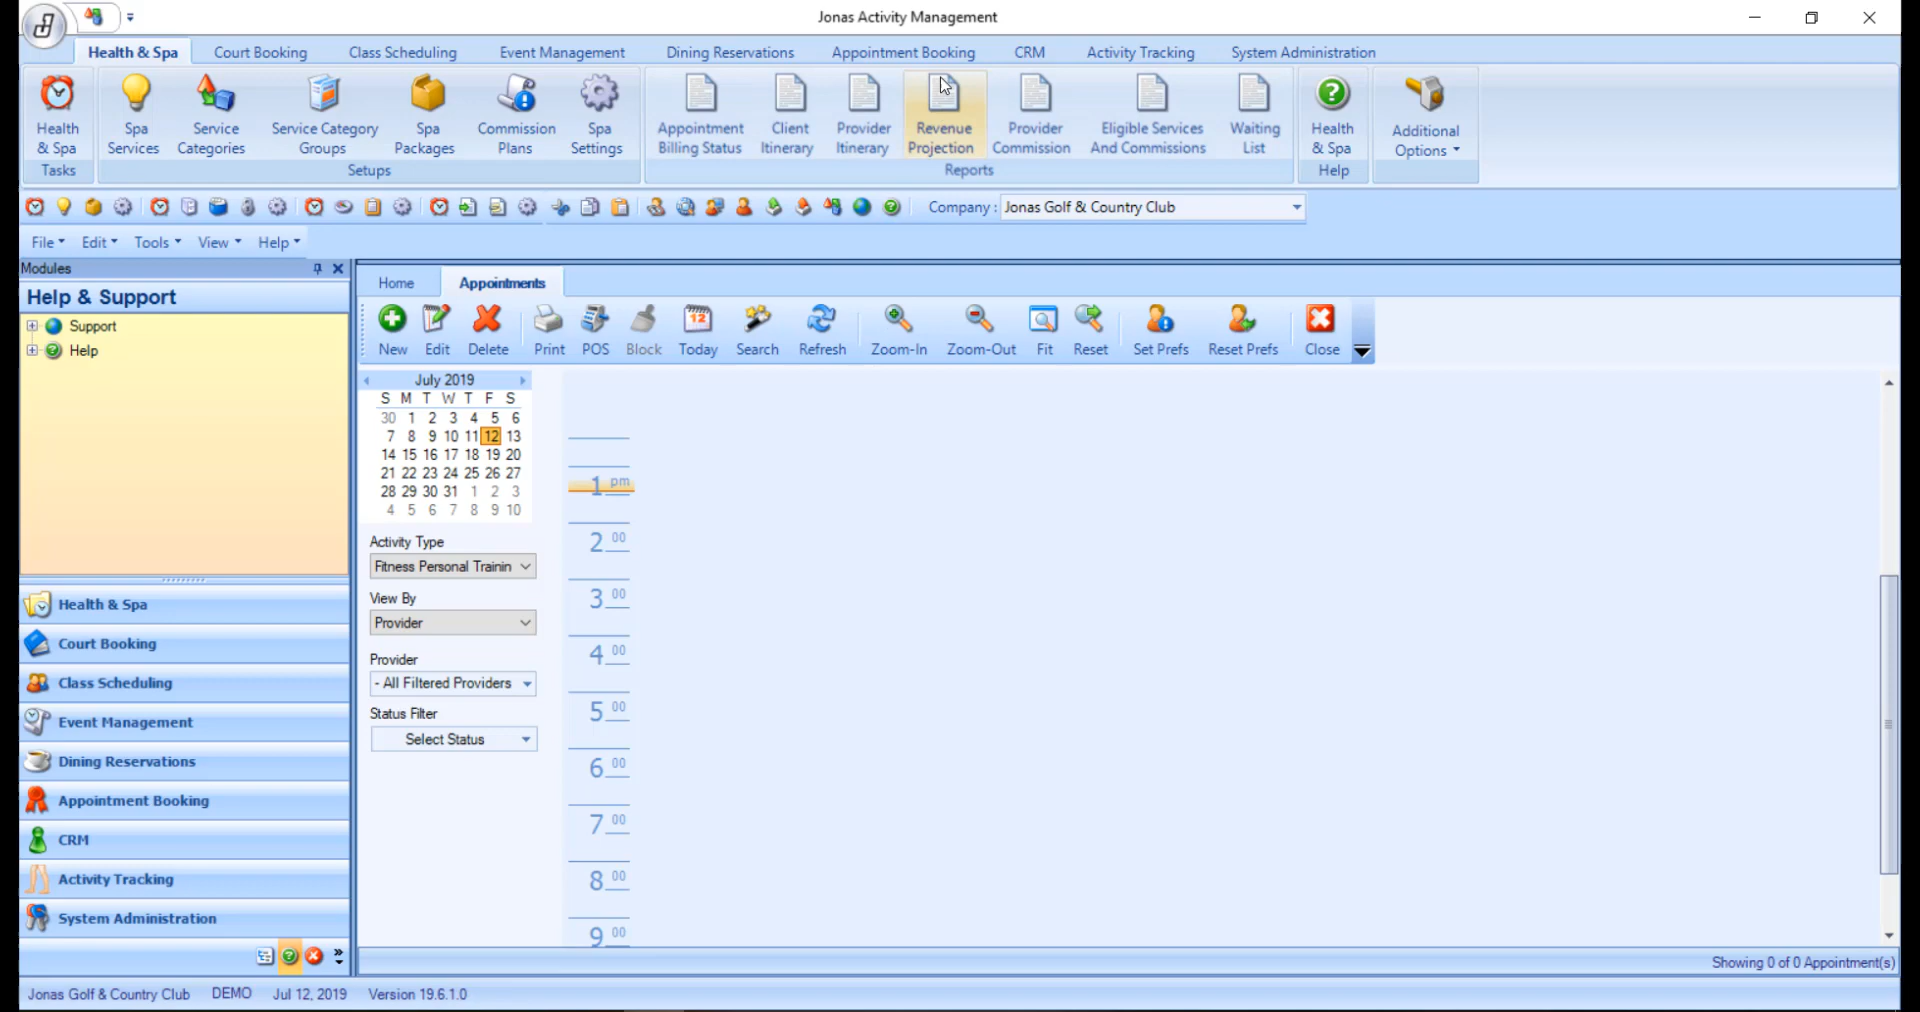 Jonas Activity Management
Health & Spa Court Booking Class Scheduling Event Management Dining Reservations Appointment Booking CRM Activity Tracking System Administration
Health & Spa
Spa Services
Service Categories
Service Category Groups
Spa Packages
Commission Plans
Spa Settings
Appointment Billing Status
Client Itinerary
Provider Itinerary
Revenue Projection
Provider Commission
Eligible Services And Commissions
Waiting List
Health & Spa
Additional Options
Tasks Setups Reports Help
Company : Jonas Golf & Country Club
File Edit Tools View Help
Modules
Help & Support
Support
Help
Health & Spa
Court Booking
Class Scheduling
Event Management
Dining Reservations
Appointment Booking
CRM
Activity Tracking
System Administration
Home Appointments
New Edit Delete Print POS Block Today Search Refresh Zoom-In Zoom-Out Fit Reset Set Prefs Reset Prefs Close
12
July 2019
S M T W T F S
30 1 2 3 4 5 6
7 8 9 10 11 12 13
14 15 16 17 18 19 20
21 22 23 24 25 26 27
28 29 30 31 1 2 3
4 5 6 7 8 9 10
Activity Type
Fitness Personal Trainin
View By
Provider
Provider
- All Filtered Providers
Status Filter
Select Status
1 pm
2 00
3 00
4 00
5 00
6 00
7 00
8 00
9 00
Showing 0 of 0 Appointment(s)
Jonas Golf & Country Club DEMO Jul 12, 2019 Version 19.6.1.0